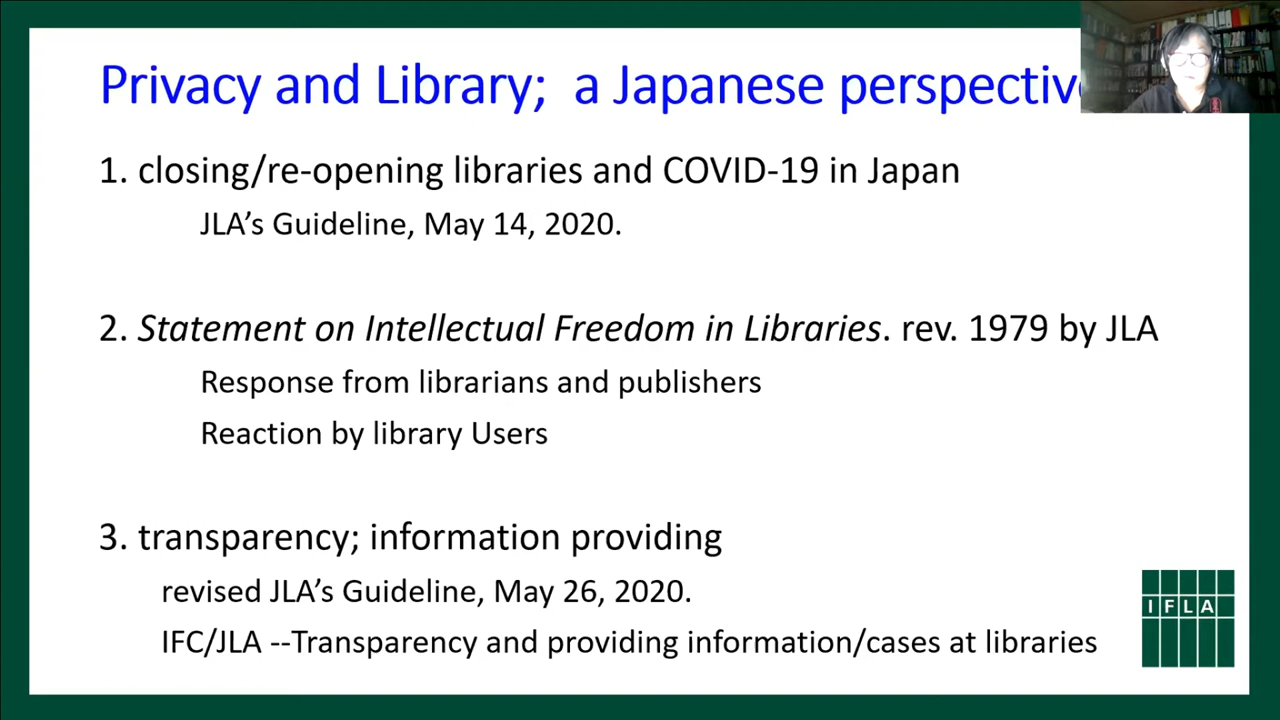 Privacy and Library;  a Japanese perspectiv
1. closing/re-opening libraries and COVID-19 in Japan
JLA’s Guideline, May 14, 2020.
2. Statement on Intellectual Freedom in Libraries. rev. 1979 by JLA
Response from librarians and publishers
Reaction by library Users
3. transparency; information providing
revised JLA’s Guideline, May 26, 2020.
IFC/JLA --Transparency and providing information/cases at libraries
IFLA